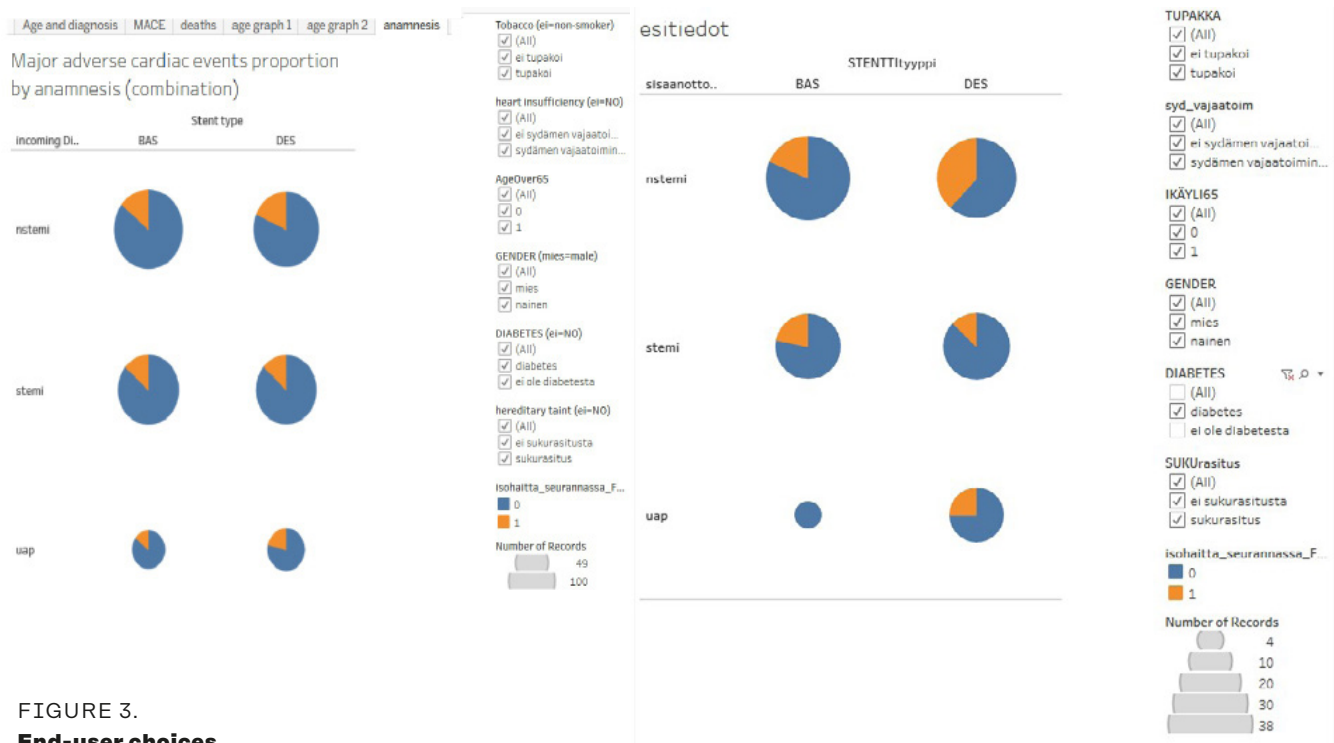 Age and diagnosis MACE deaths age graph 1 age graph 2 anamnesis
Major adverse cardiac events proportion
by anamnesis (combination)
Stent type
incoming Di.. BAS DES
nstemi
stemi
uap
Tobacco (ei=non-smoker)
(All)
ei tupakoi
tupakoi
heart insufficiency (ei=NO)
(All)
ei sydämen vajaatoi...
sydämen vajaatoimin...
AgeOver65
(All)
0
1
GENDER (mies=male)
(All)
mies
nainen
DIABETES (ei=NO)
(All)
diabetes
ei ole diabetesta
hereditary taint (ei=NO)
(All)
ei sukurasitusta
sukurasitus
isohaitta_seurannassa_F...
0
1
Number of Records
49
100
esitiedot
STENTTItyyppi
sisaanotto.. BAS DES
nstemi
stemi
uap
TUPAKKA
(All)
ei tupakoi
tupakoi
syd_vajaatoim
(All)
ei sydämen vajaatoi...
sydämen vajaatoimin...
IKÄYLI65
(All)
0
1
GENDER
(All)
mies
nainen
DIABETES
(All)
diabetes
ei ole diabetesta
SUKUrasitus
(All)
ei sukurasitusta
sukurasitus
isohaitta_seurannassa_F...
0
1
Number of Records
4
10
20
30
38
FIGURE 3.
End-user choices